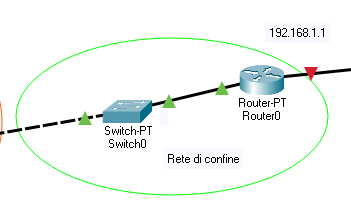 192.168.1.1
Switch-PT
Switch0
Router-PT
Router0
Rete di confine